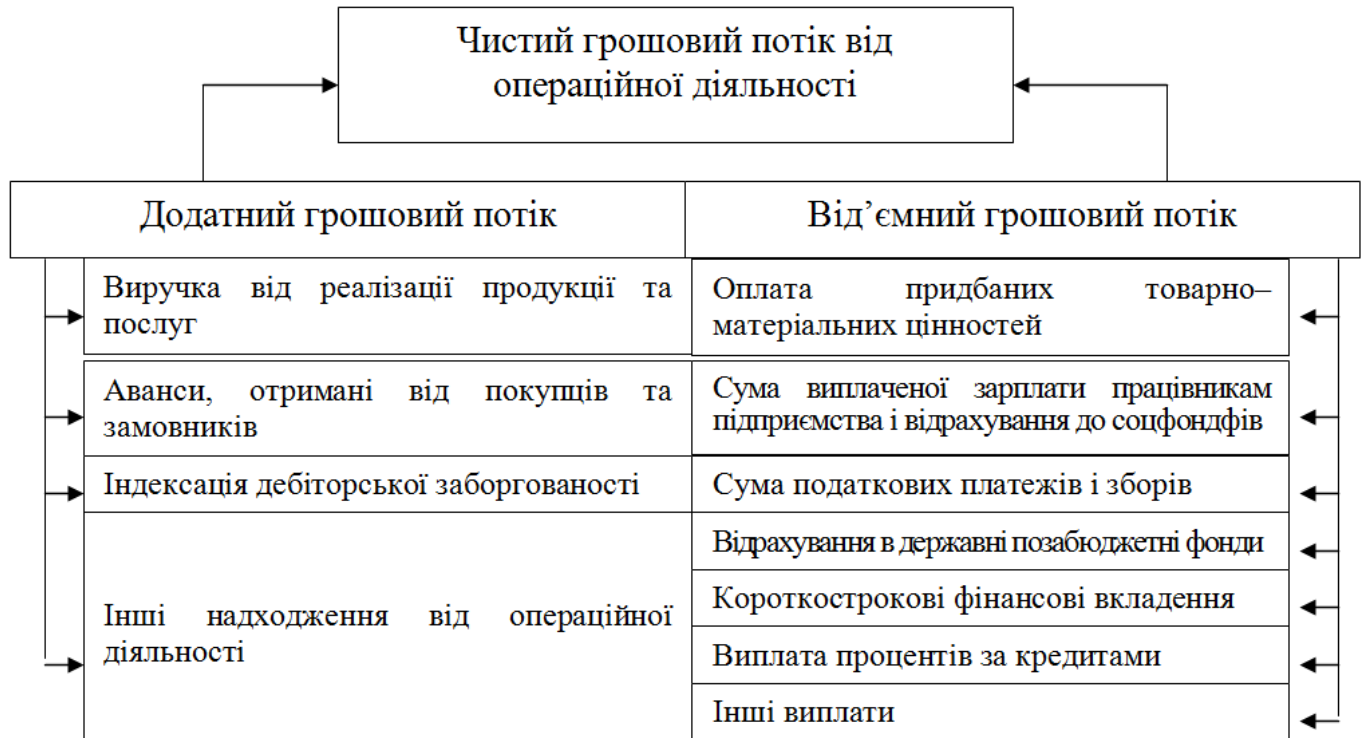 Чистий грошовий потік від
операційної діяльності
Додатний грошовий потік
Від’ємний грошовий потік
Виручка від реалізації продукції та
послуг
Оплата придбаних товарно–
матеріальних цінностей
Аванси, отримані від покупців та
замовників
Сума виплаченої зарплати працівникам
підприємства і відрахування до соцфондфів
Індексація дебіторської заборгованості
Сума податкових платежів і зборів
Інші надходження від операційної
діяльності
Відрахування в державні позабюджетні фонди
Короткострокові фінансові вкладення
Виплата процентів за кредитами
Інші виплати